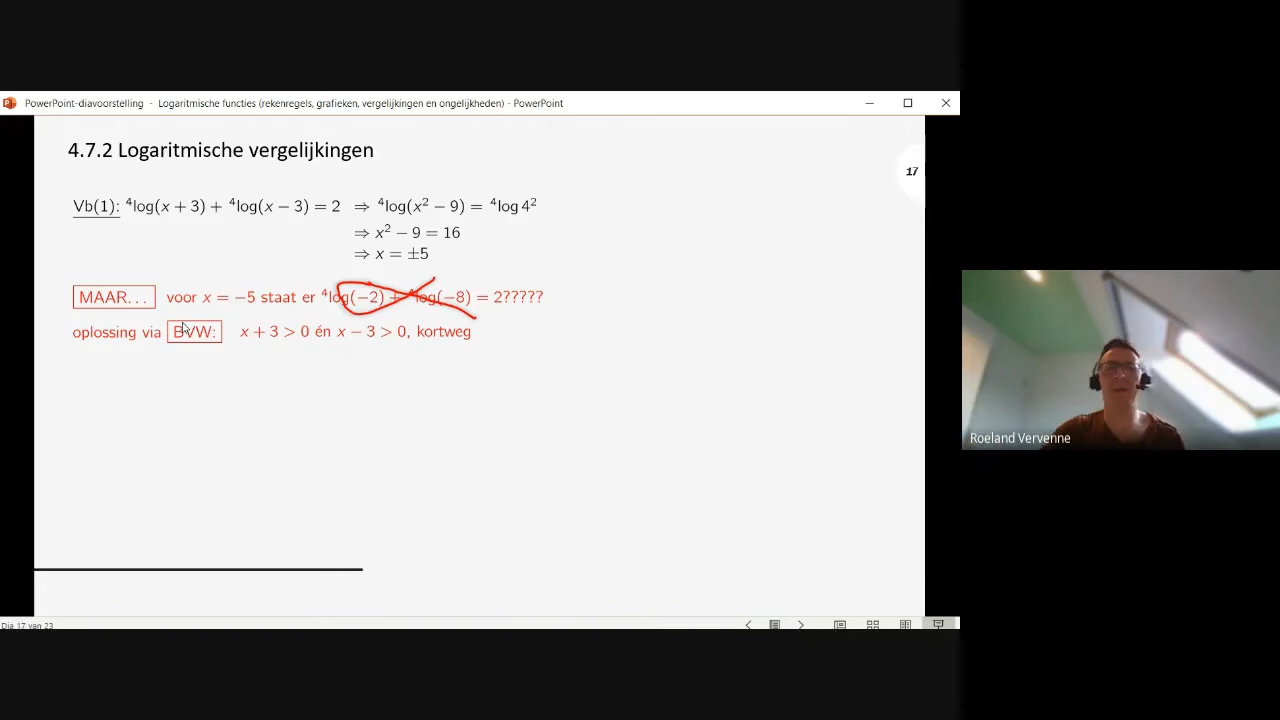 PowerPoint-diavoorstelling - Logaritmische functies (rekenregels, grafieken, vergelijkingen en ongelijkheden) - PowerPoint
4.7.2 Logaritmische vergelijkingen
17
Vb(1): ⁴log(x + 3) + ⁴log(x − 3) = 2 ⇒ ⁴log(x² − 9) = ⁴log 4²
⇒ x² − 9 = 16
⇒ x = ±5
MAAR... voor x = −5 staat er ⁴log(−2) + ⁴log(−8) = 2?????
oplossing via BVW: x + 3 > 0 én x − 3 > 0, kortweg
Roeland Vervenne
Dia 17 van 23